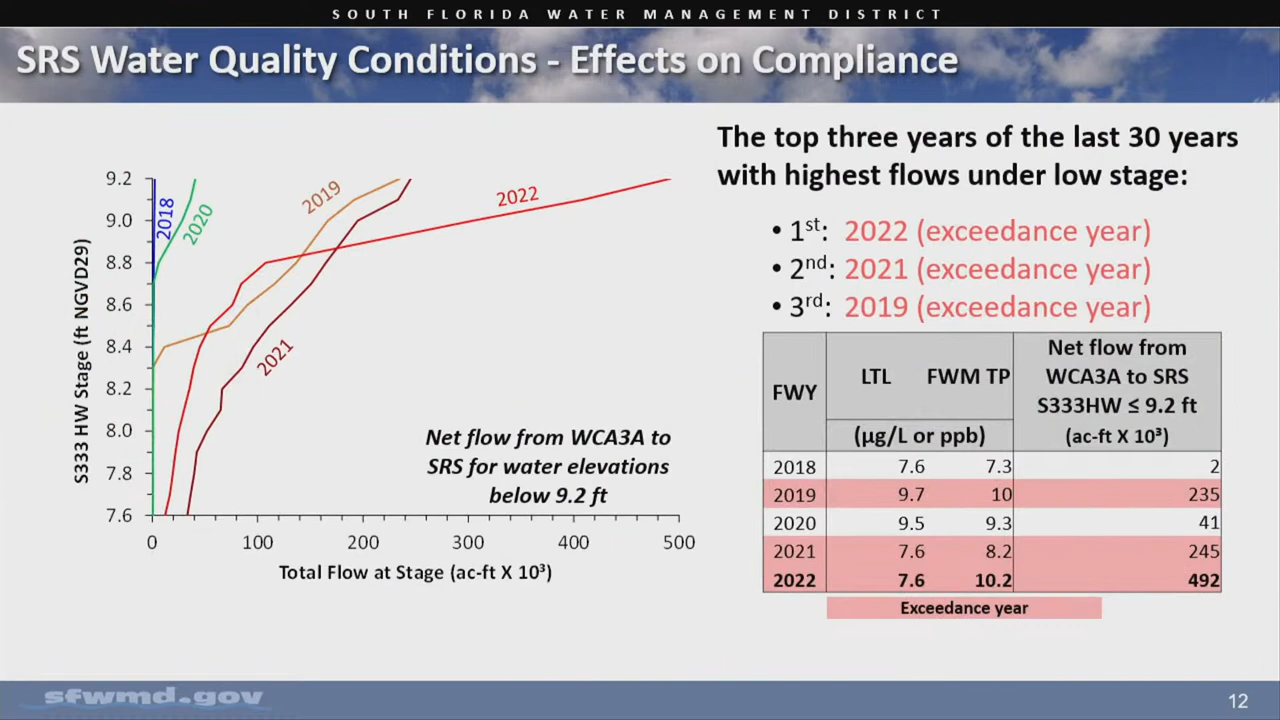 SOUTH FLORIDA WATER MANAGEMENT DISTRICT
SRS Water Quality Conditions - Effects on Compliance
The top three years of the last 30 years
with highest flows under low stage:
• 1st: 2022 (exceedance year)
• 2nd: 2021 (exceedance year)
• 3rd: 2019 (exceedance year)
S333 HW Stage (ft NGVD29)
9.2
9.0
8.8
8.6
8.4
8.2
8.0
7.8
7.6
2018
2020
2019
2022
2021
Net flow from WCA3A to
SRS for water elevations
below 9.2 ft
0 100 200 300 400 500
Total Flow at Stage (ac-ft X 10³)
FWY LTL FWM TP Net flow from
WCA3A to SRS
S333HW ≤ 9.2 ft
(µg/L or ppb) (ac-ft X 10³)
2018 7.6 7.3 2
2019 9.7 10 235
2020 9.5 9.3 41
2021 7.6 8.2 245
2022 7.6 10.2 492
Exceedance year
sfwmd.gov
12